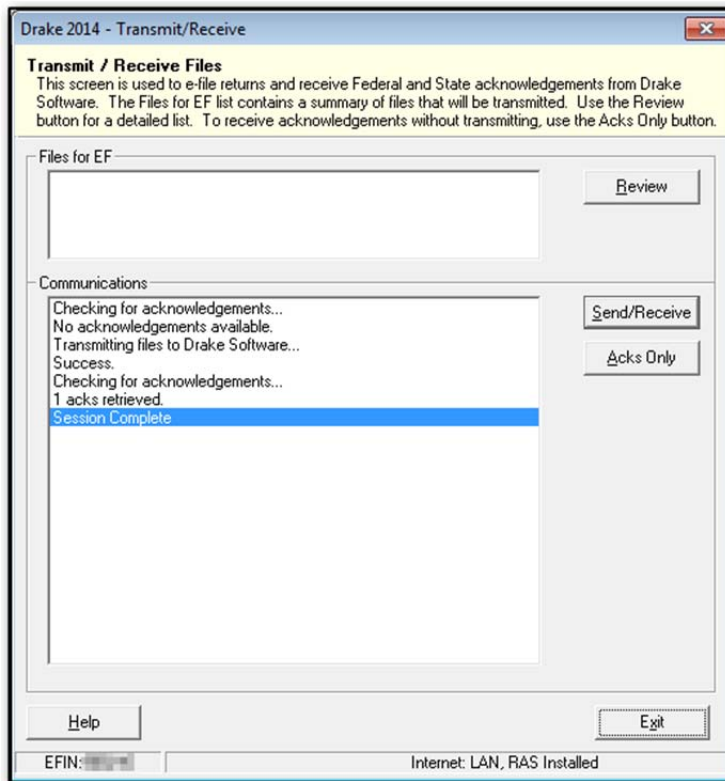 Drake 2014 - Transmit/Receive
Transmit / Receive Files
This screen is used to e-file returns and receive Federal and State acknowledgements from Drake
Software. The Files for EF list contains a summary of files that will be transmitted. Use the Review
button for a detailed list. To receive acknowledgements without transmitting, use the Acks Only button.
Files for EF
Review
Communications
Checking for acknowledgements...
No acknowledgements available.
Transmitting files to Drake Software...
Success.
Checking for acknowledgements...
1 acks retrieved.
Session Complete
Send/Receive
Acks Only
Help
Exit
EFIN:
Internet: LAN, RAS Installed